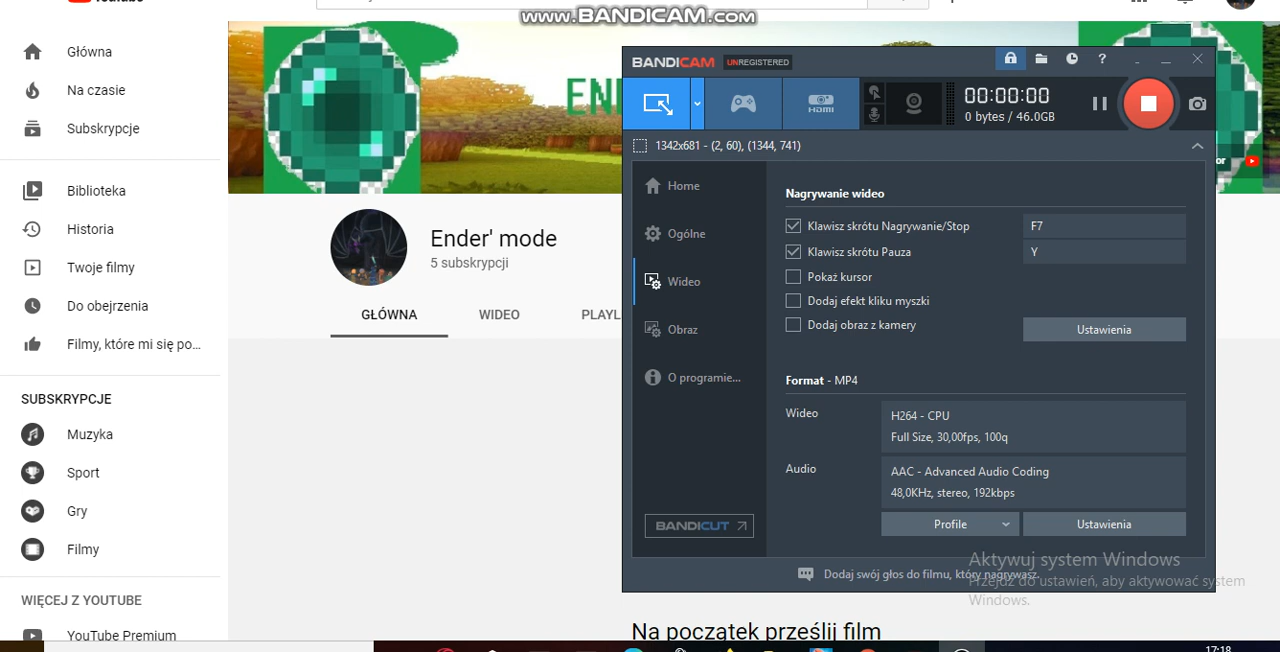 www.BANDICAM.com
Główna
Na czasie
Subskrypcje
Biblioteka
Historia
Twoje filmy
Do obejrzenia
Filmy, które mi się po...
SUBSKRYPCJE
Muzyka
Sport
Gry
Filmy
WIĘCEJ Z YOUTUBE
YouTube Premium
Ender' mode
5 subskrypcji
GŁÓWNA
WIDEO
PLAYL
Na początek prześlij film
BANDICAM UNREGISTERED
HDMI
00:00:00
0 bytes / 46.0GB
1342x681 - (2, 60), (1344, 741)
Home
Ogólne
Wideo
Obraz
O programie...
BANDICUT
Nagrywanie wideo
Klawisz skrótu Nagrywanie/Stop F7
Klawisz skrótu Pauza Y
Pokaż kursor
Dodaj efekt kliku myszki
Dodaj obraz z kamery
Ustawienia
Format - MP4
Wideo
H264 - CPU
Full Size, 30,00fps, 100q
Audio
AAC - Advanced Audio Coding
48,0KHz, stereo, 192kbps
Profile
Ustawienia
Dodaj swój głos do filmu, który nagrywasz.
Aktywuj system Windows
Przejdź do ustawień, aby aktywować system
Windows.
17:18